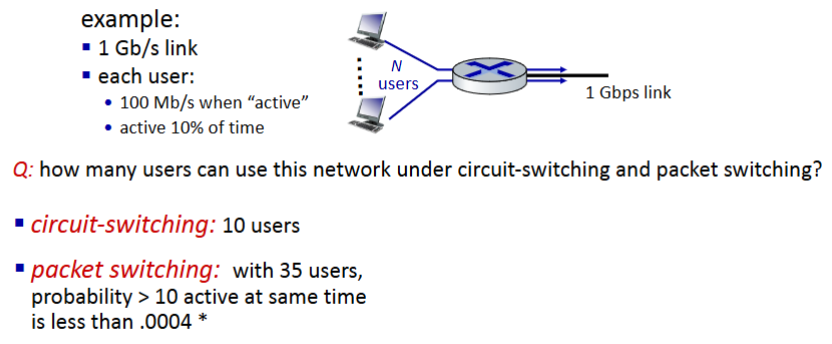 example:
▪ 1 Gb/s link
▪ each user:
• 100 Mb/s when “active”
• active 10% of time
N
users
1 Gbps link
Q: how many users can use this network under circuit-switching and packet switching?
▪ circuit-switching: 10 users
▪ packet switching: with 35 users,
probability > 10 active at same time
is less than .0004 *